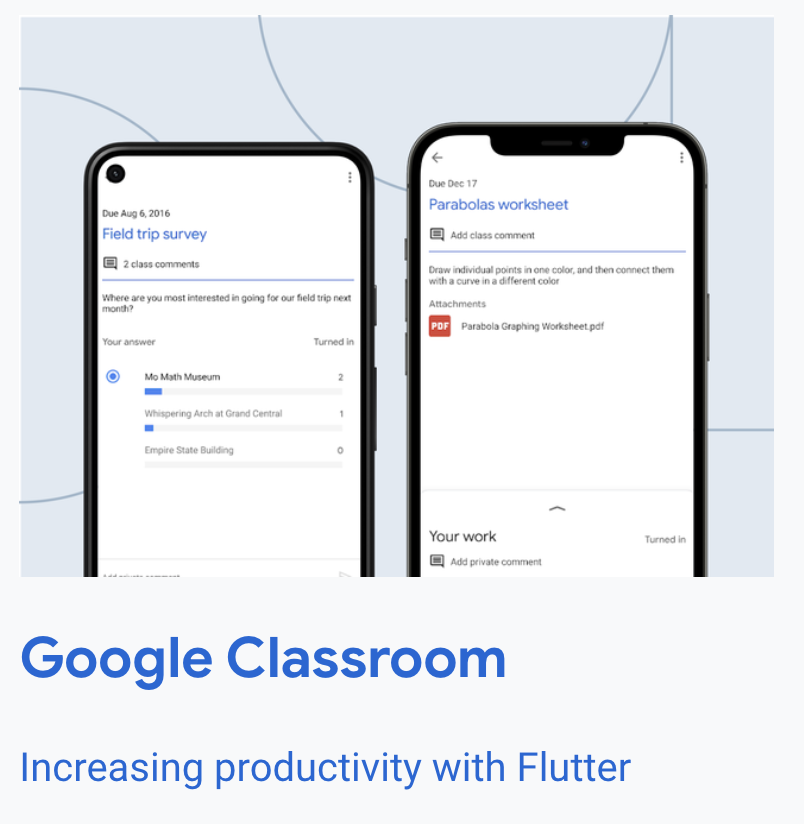 Due Aug 6, 2016
Field trip survey
2 class comments
Where are you most interested in going for our field trip next
month?
Your answer
Turned in
Mo Math Museum
2
Whispering Arch at Grand Central
1
Empire State Building
0
Add private comment
Due Dec 17
Parabolas worksheet
Add class comment
Draw individual points in one color, and then connect them
with a curve in a different color
Attachments
PDF
Parabola Graphing Worksheet.pdf
Your work
Turned in
Add private comment
Google Classroom
Increasing productivity with Flutter